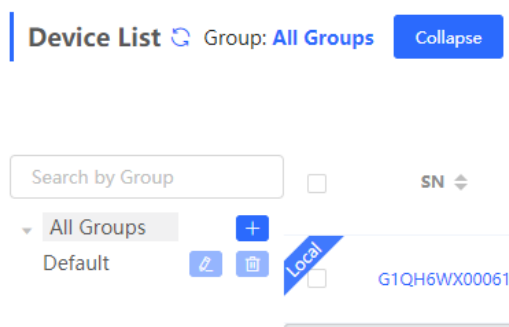 Device List Group: All Groups Collapse
Search by Group
SN
All Groups
Default
Local
G1QH6WX00061